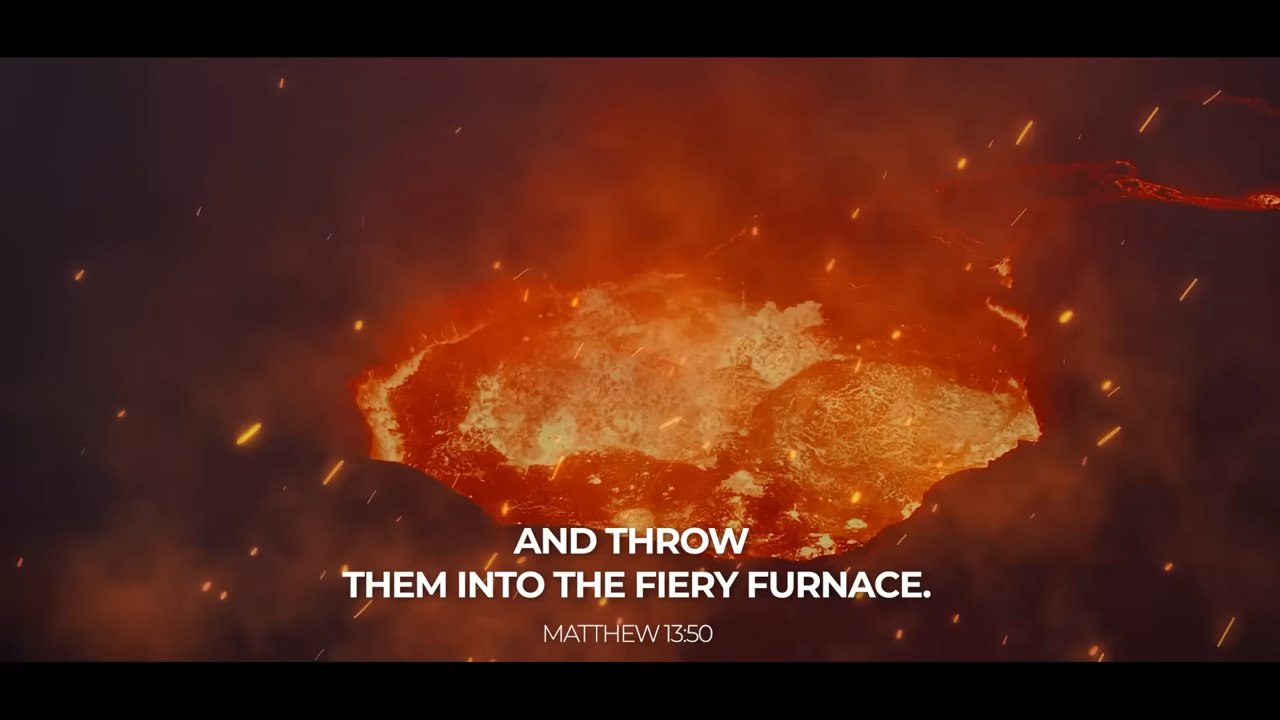 AND THROW
THEM INTO THE FIERY FURNACE.
MATTHEW 13:50